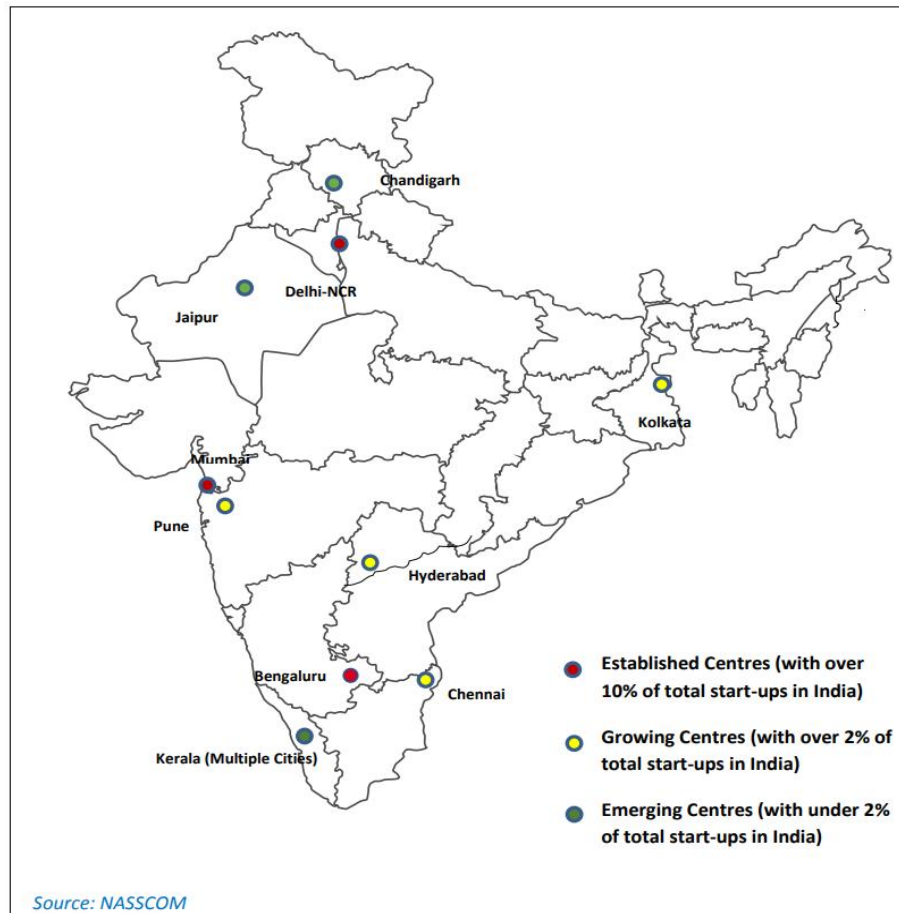 Chandigarh
Delhi-NCR
Jaipur
Kolkata
Mumbai
Pune
Hyderabad
Bengaluru
Chennai
Kerala (Multiple Cities)
Established Centres (with over
10% of total start-ups in India)
Growing Centres (with over 2% of
total start-ups in India)
Emerging Centres (with under 2%
of total start-ups in India)
Source: NASSCOM